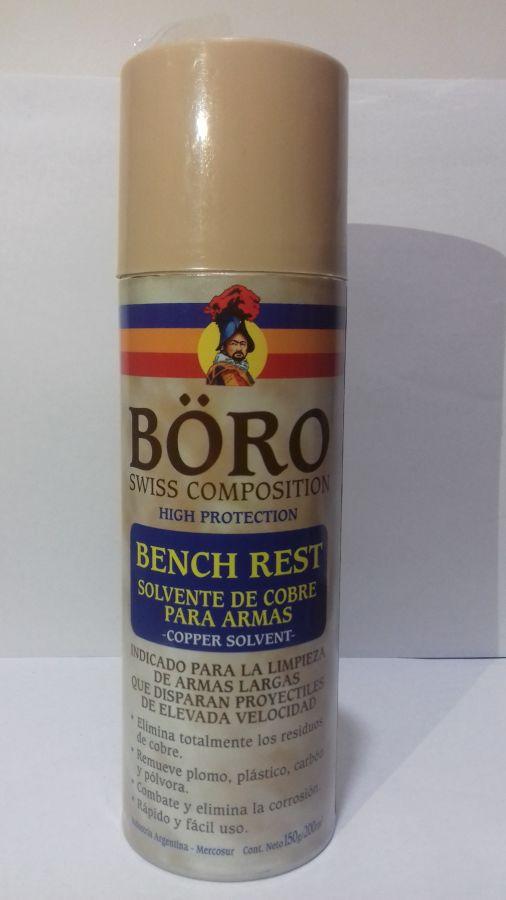 BÖRO
SWISS COMPOSITION
HIGH PROTECTION
BENCH REST
SOLVENTE DE COBRE
PARA ARMAS
-COPPER SOLVENT-
INDICADO PARA LA LIMPIEZA
DE ARMAS LARGAS
QUE DISPARAN PROYECTILES
DE ELEVADA VELOCIDAD
• Elimina totalmente los residuos
de cobre.
• Remueve plomo, plástico, carbón
y pólvora.
• Combate y elimina la corrosión.
• Rápido y fácil uso.
Industria Argentina - Mercosur Cont. Neto 150g/200cm³